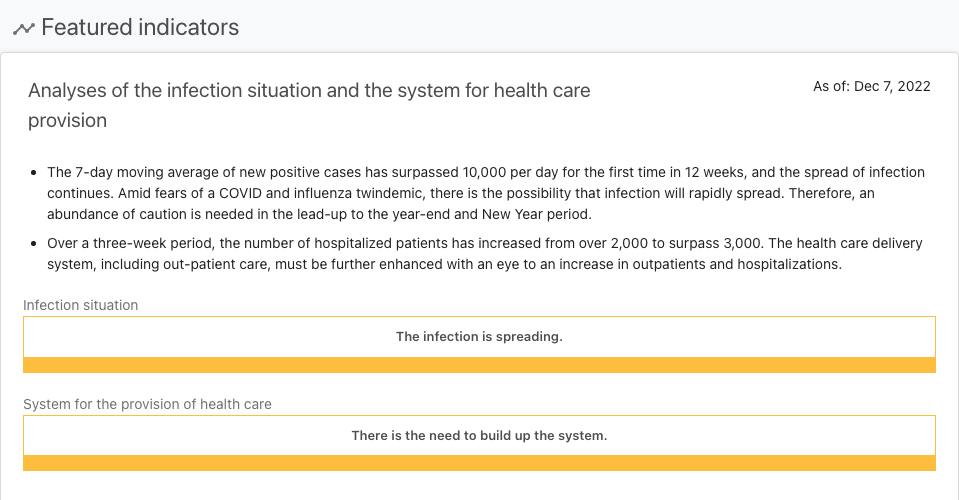 Featured indicators
Analyses of the infection situation and the system for health care
provision
As of: Dec 7, 2022
The 7-day moving average of new positive cases has surpassed 10,000 per day for the first time in 12 weeks, and the spread of infection
continues. Amid fears of a COVID and influenza twindemic, there is the possibility that infection will rapidly spread. Therefore, an
abundance of caution is needed in the lead-up to the year-end and New Year period.
Over a three-week period, the number of hospitalized patients has increased from over 2,000 to surpass 3,000. The health care delivery
system, including out-patient care, must be further enhanced with an eye to an increase in outpatients and hospitalizations.
Infection situation
The infection is spreading.
System for the provision of health care
There is the need to build up the system.